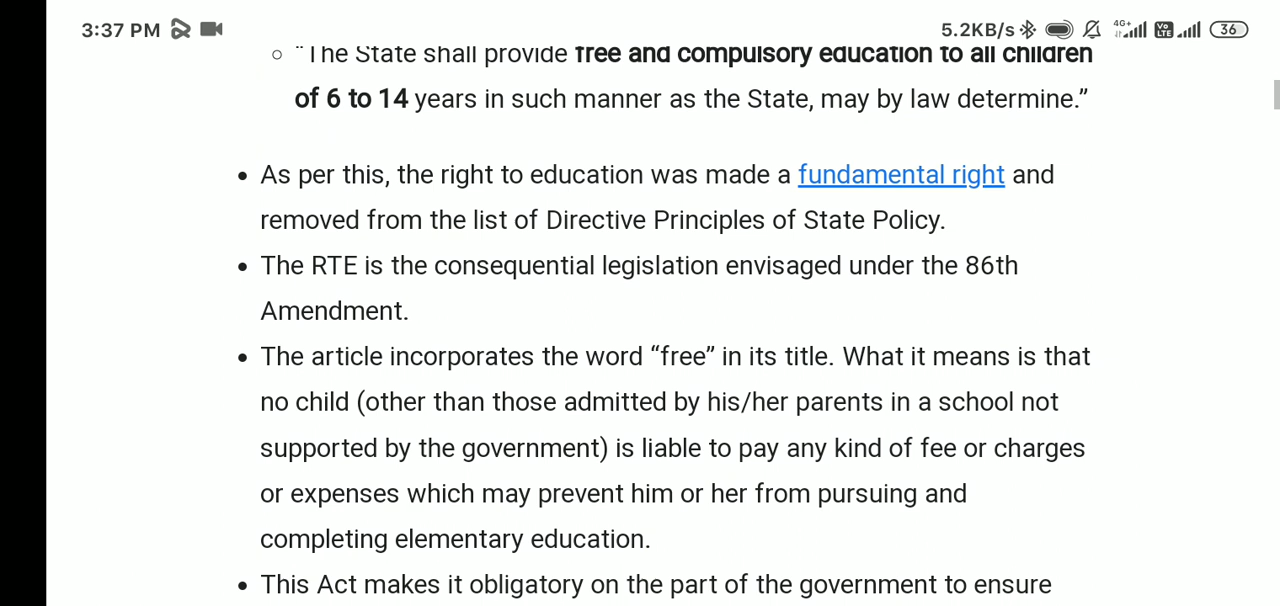 3:37 PM 5.2KB/s 4G+ Vo LTE 36
"The State shall provide free and compulsory education to all children
of 6 to 14 years in such manner as the State, may by law determine.”
As per this, the right to education was made a fundamental right and
removed from the list of Directive Principles of State Policy.
The RTE is the consequential legislation envisaged under the 86th
Amendment.
The article incorporates the word “free” in its title. What it means is that
no child (other than those admitted by his/her parents in a school not
supported by the government) is liable to pay any kind of fee or charges
or expenses which may prevent him or her from pursuing and
completing elementary education.
This Act makes it obligatory on the part of the government to ensure